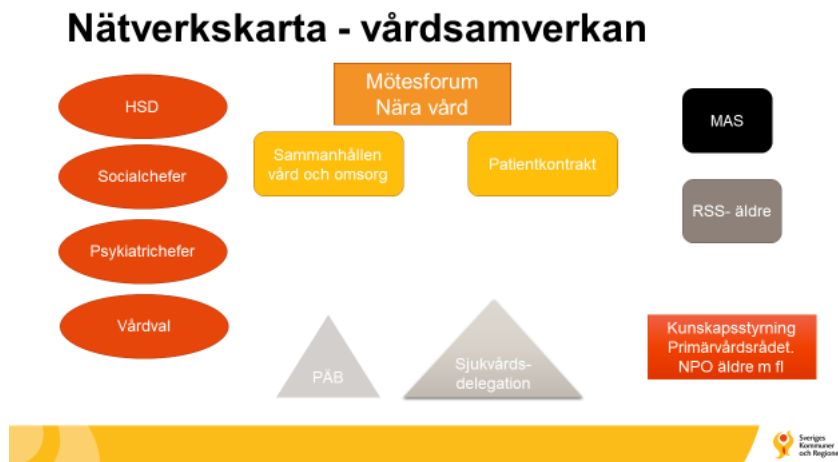 Nätverkskarta - vårdsamverkan
HSD
Socialchefer
Psykiatrichefer
Vårdval
Mötesforum
Nära vård
Sammanhållen
vård och omsorg
Patientkontrakt
PÄB
Sjukvårds-
delegation
MAS
RSS- äldre
Kunskapsstyrning
Primärvårdsrådet.
NPO äldre m fl
Sveriges
Kommuner
och Regioner